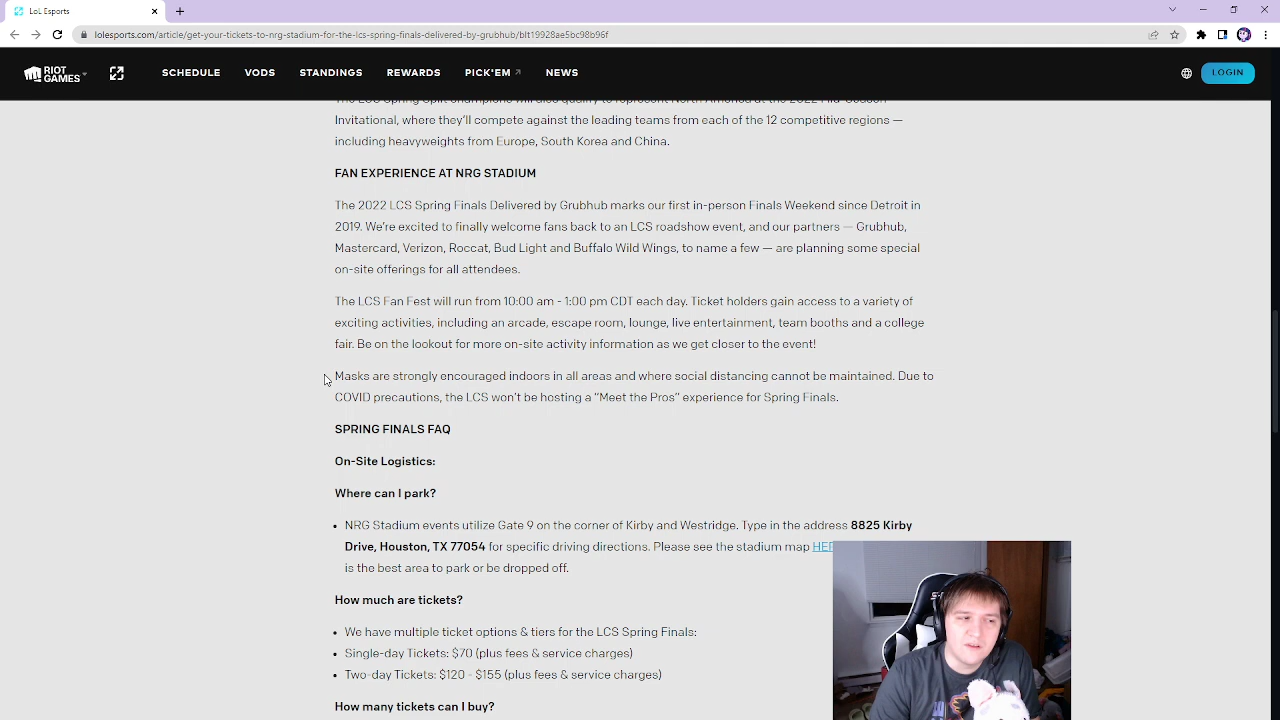 LoL Esports
lolesports.com/article/get-your-tickets-to-nrg-stadium-for-the-lcs-spring-finals-delivered-by-grubhub/blt19928ae5bc98b96f
RIOT GAMES SCHEDULE VODS STANDINGS REWARDS PICK'EM NEWS LOGIN
The LCS Spring Split champions will also qualify to represent North America at the 2022 Mid-Season
Invitational, where they'll compete against the leading teams from each of the 12 competitive regions —
including heavyweights from Europe, South Korea and China.
FAN EXPERIENCE AT NRG STADIUM
The 2022 LCS Spring Finals Delivered by Grubhub marks our first in-person Finals Weekend since Detroit in
2019. We're excited to finally welcome fans back to an LCS roadshow event, and our partners — Grubhub,
Mastercard, Verizon, Roccat, Bud Light and Buffalo Wild Wings, to name a few — are planning some special
on-site offerings for all attendees.
The LCS Fan Fest will run from 10:00 am - 1:00 pm CDT each day. Ticket holders gain access to a variety of
exciting activities, including an arcade, escape room, lounge, live entertainment, team booths and a college
fair. Be on the lookout for more on-site activity information as we get closer to the event!
Masks are strongly encouraged indoors in all areas and where social distancing cannot be maintained. Due to
COVID precautions, the LCS won't be hosting a "Meet the Pros" experience for Spring Finals.
SPRING FINALS FAQ
On-Site Logistics:
Where can I park?
• NRG Stadium events utilize Gate 9 on the corner of Kirby and Westridge. Type in the address 8825 Kirby
Drive, Houston, TX 77054 for specific driving directions. Please see the stadium map
is the best area to park or be dropped off.
How much are tickets?
• We have multiple ticket options & tiers for the LCS Spring Finals:
• Single-day Tickets: $70 (plus fees & service charges)
• Two-day Tickets: $120 - $155 (plus fees & service charges)
How many tickets can I buy?